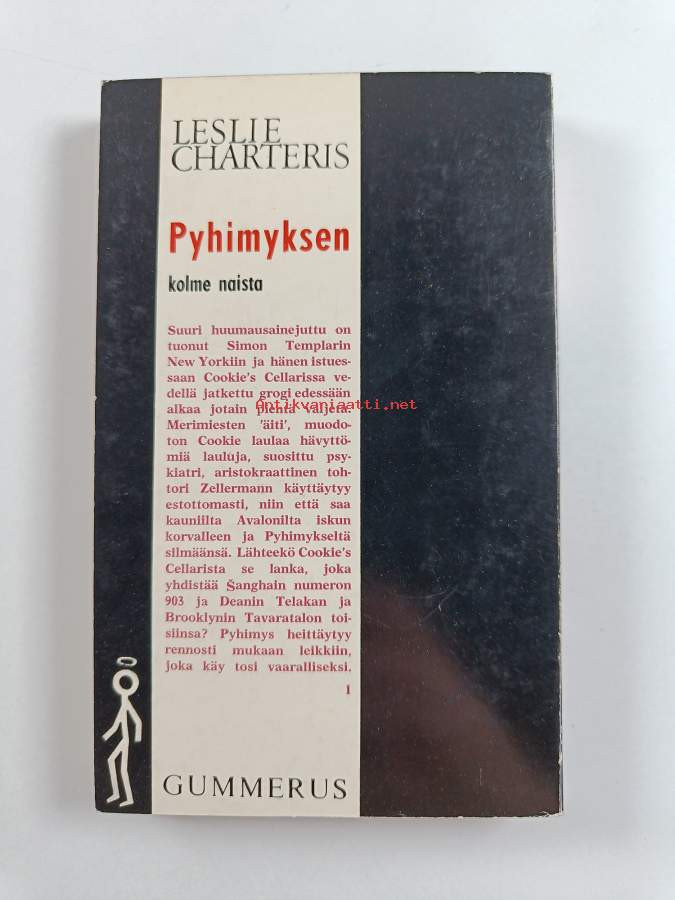 LESLIE
CHARTERIS
Pyhimyksen
kolme naista
Suuri huumausainejuttu on
tuonut Simon Templarin
New Yorkiin ja hänen istues-
saan Cookie's Cellarissa ve-
dellä jatkettu grogi edessään
Antikvariaatti.net
alkaa jotain
Merimiesten 'äiti', muodo-
ton Cookie laulaa hävyttö-
miä lauluja, suosittu psy-
kiatri, aristokraattinen toh-
tori Zellermann käyttäytyy
estottomasti, niin että saa
kauniilta Avalonilta iskun
korvalleen ja Pyhimykseltä
silmäänsä. Lähteekö Cookie's
Cellarista se lanka, joka
yhdistää Šanghain numeron
903 ja Deanin Telakan ja
Brooklynin Tavaratalon toi-
siinsa? Pyhimys heittäytyy
rennosti mukaan leikkiin,
joka käy tosi vaaralliseksi.
1
GUMMERUS